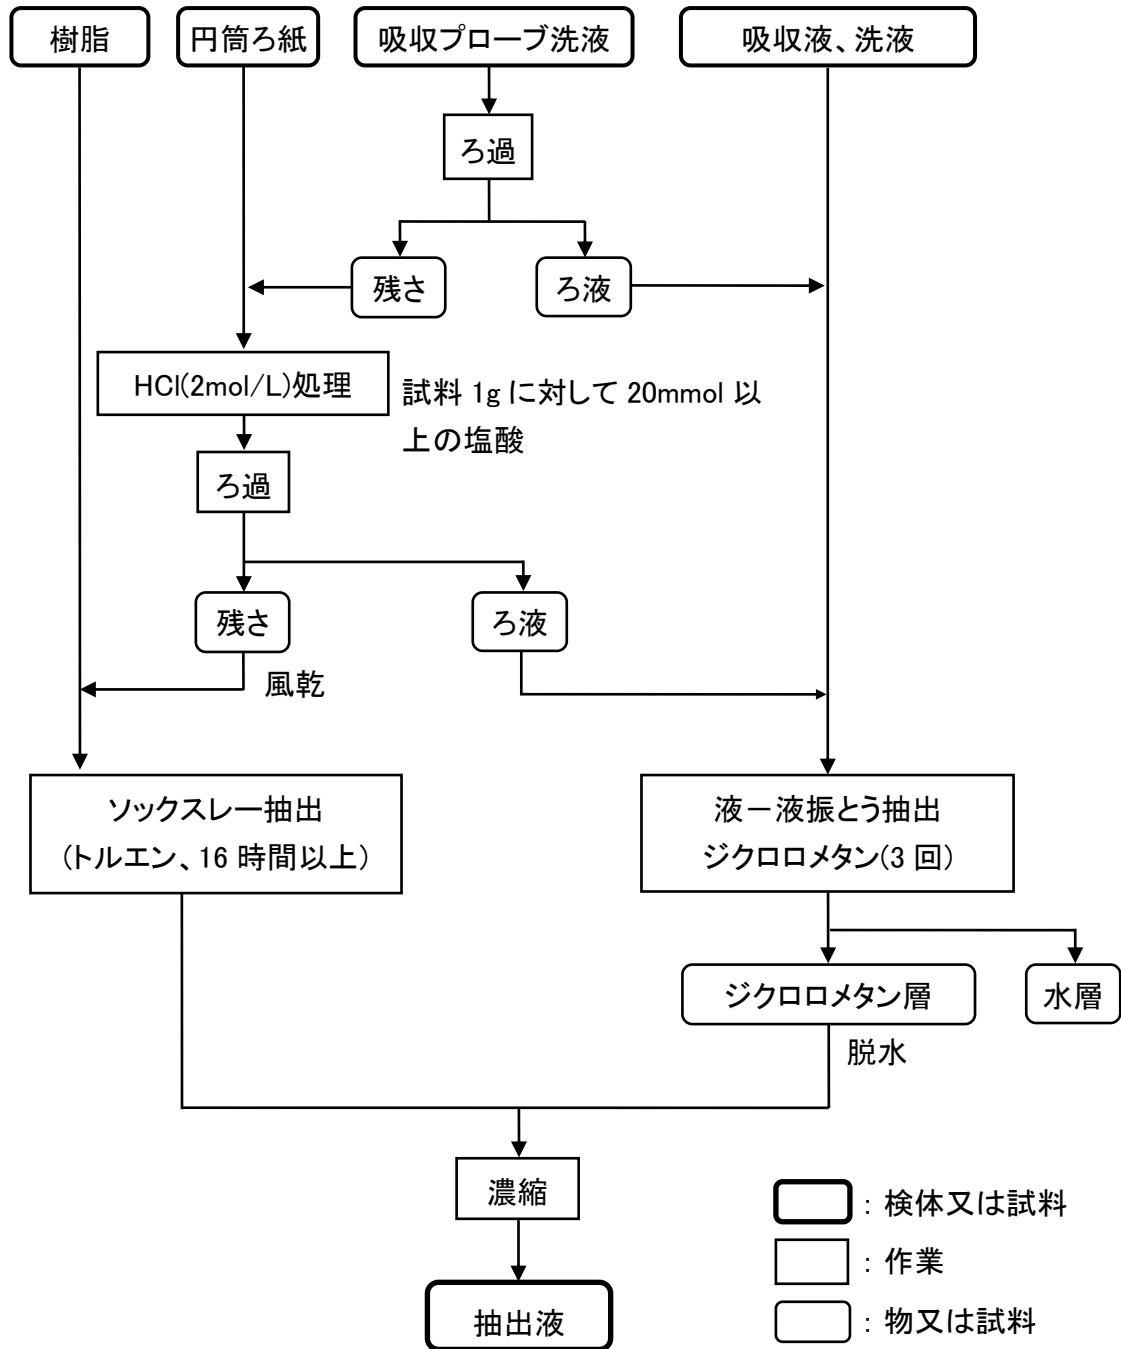 樹脂
円筒ろ紙
吸収プローブ洗液
吸収液、洗液
ろ過
残さ
ろ液
HCl(2mol/L)処理
試料 1g に対して 20mmol 以
上の塩酸
ろ過
残さ
ろ液
風乾
ソックスレー抽出
(トルエン、16 時間以上)
液－液振とう抽出
ジクロロメタン(3 回)
ジクロロメタン層
水層
脱水
濃縮
抽出液
: 検体又は試料
: 作業
: 物又は試料